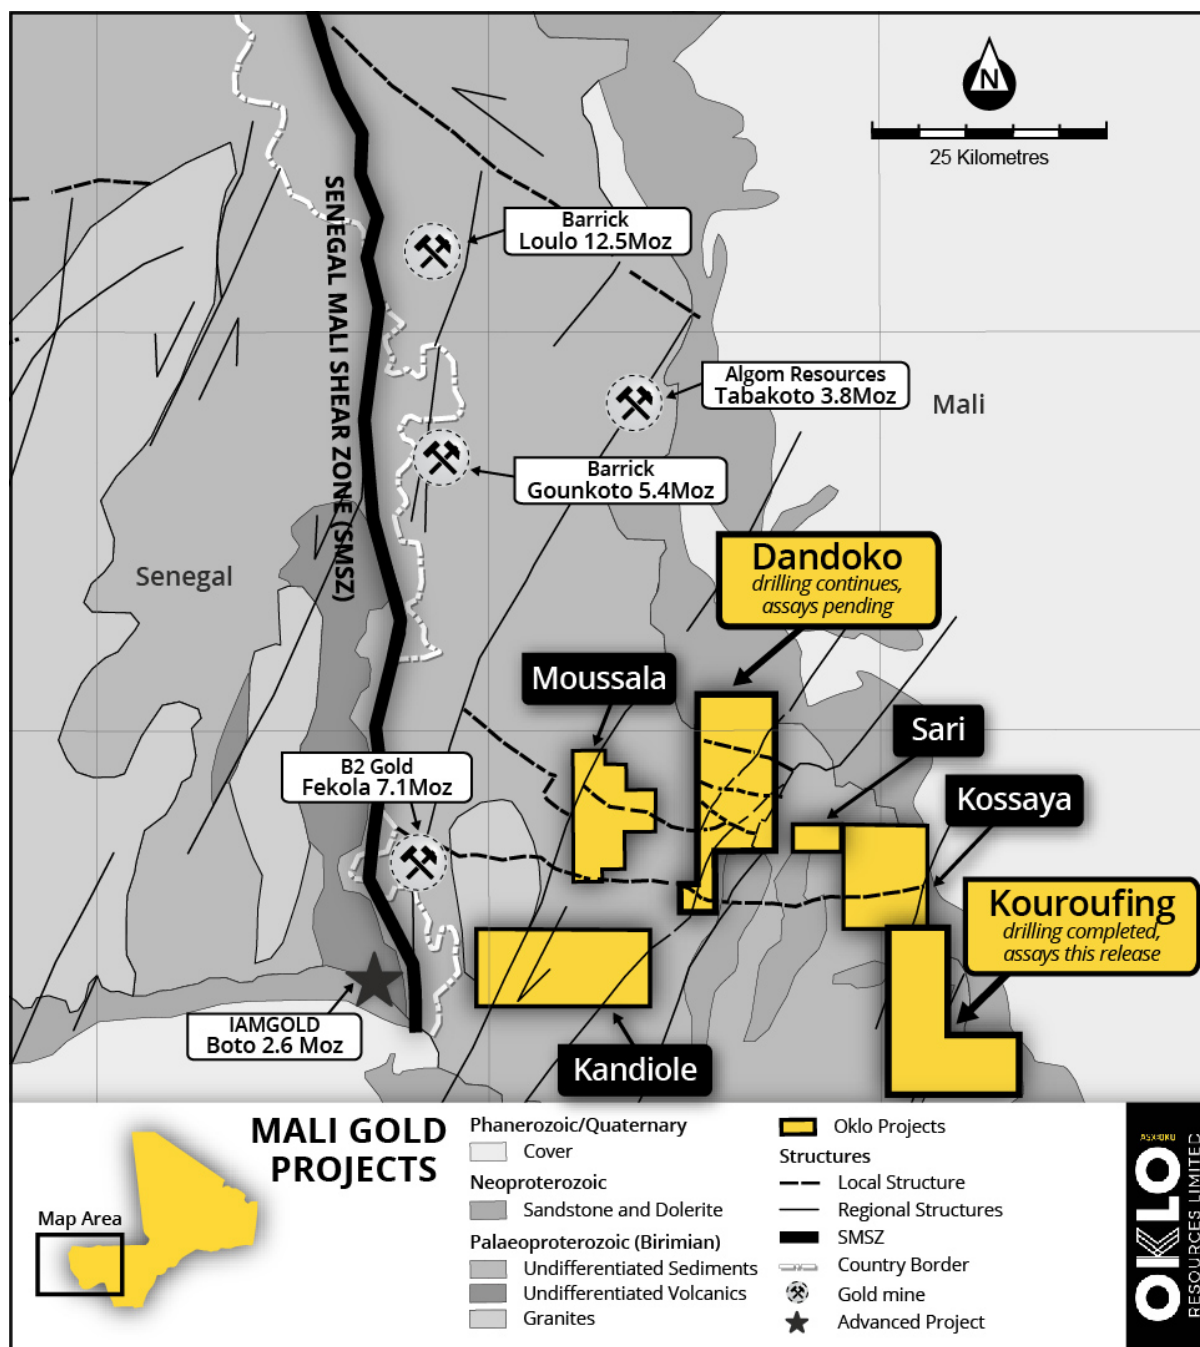 N
25 Kilometres
SENEGAL MALI SHEAR ZONE (SMSZ)
Barrick
Loulo 12.5Moz
Algom Resources
Tabakoto 3.8Moz
Mali
Barrick
Gounkoto 5.4Moz
Senegal
Dandoko
drilling continues,
assays pending
Moussala
Sari
B2 Gold
Fekola 7.1Moz
Kossaya
Kouroufing
drilling completed,
assays this release
IAMGOLD
Boto 2.6 Moz
Kandiole
MALI GOLD
PROJECTS
Map Area
Phanerozoic/Quaternary
Cover
Neoproterozoic
Sandstone and Dolerite
Palaeoproterozoic (Birimian)
Undifferentiated Sediments
Undifferentiated Volcanics
Granites
Oklo Projects
Structures
Local Structure
Regional Structures
SMSZ
Country Border
Gold mine
Advanced Project
ASX:OKU
OKLO
RESOURCES LIMITED